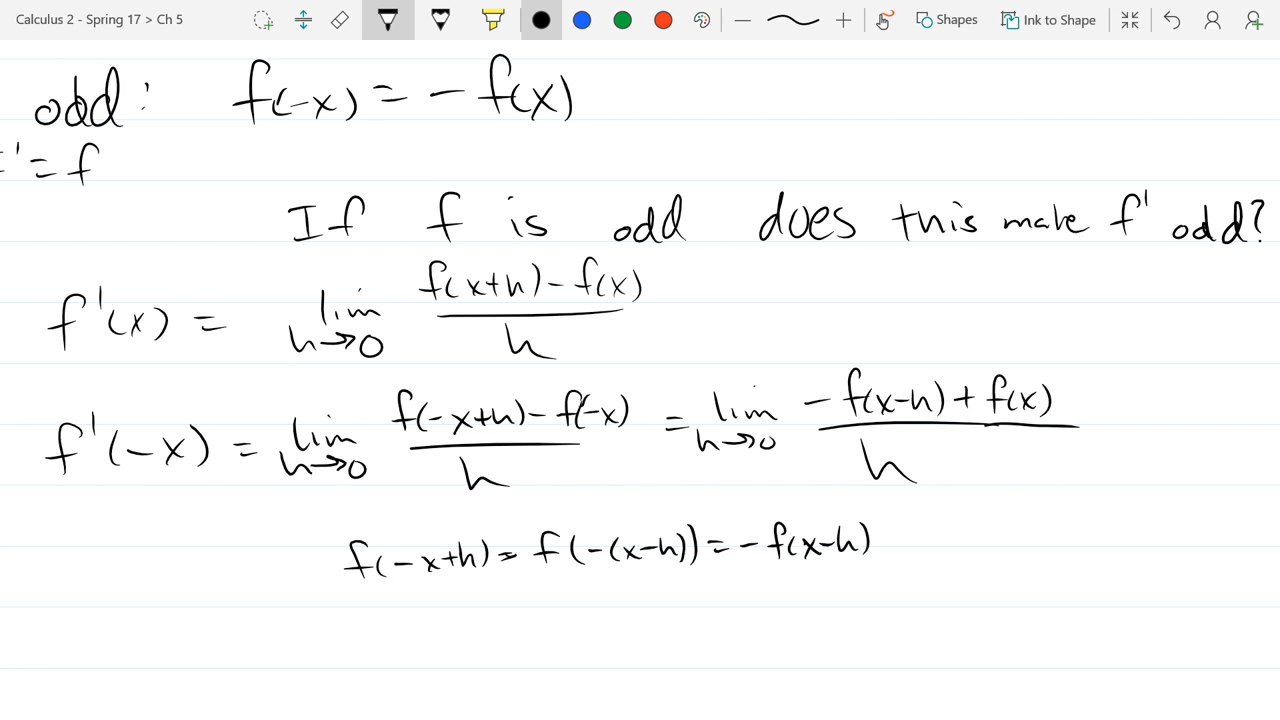 Calculus 2 - Spring 17 > Ch 5 Shapes Ink to Shape
odd: f(-x) = - f(x)
' = f
If f is odd does this make f' odd?
f'(x) = lim h→0 f(x+h) - f(x) / h
f'(-x) = lim h→0 f(-x+h) - f(-x) / h = lim h→0 - f(x-h) + f(x) / h
f(-x+h) = f(-(x-h)) = - f(x-h)